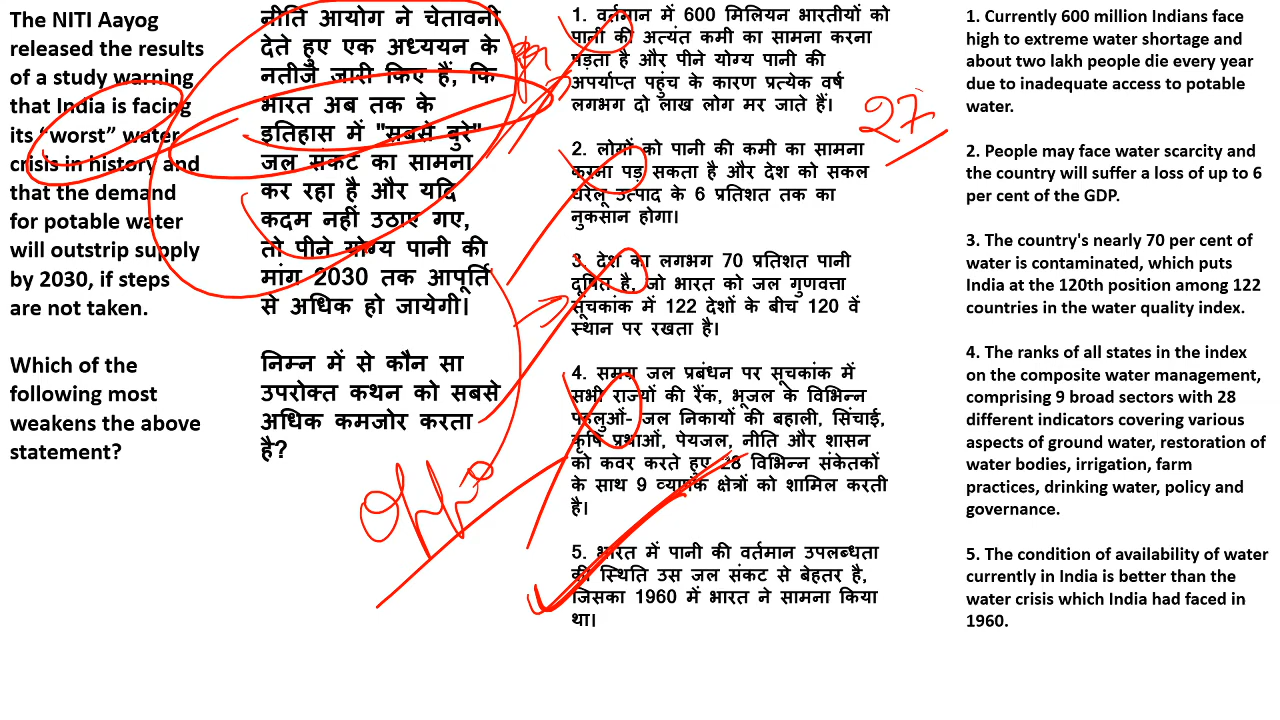 The NITI Aayog
released the results
of a study warning
that India is facing
its “worst” water
crisis in history and
that the demand
for potable water
will outstrip supply
by 2030, if steps
are not taken.
Which of the
following most
weakens the above
statement?
नीति आयोग ने चेतावनी
देते हुए एक अध्ययन के
नतीजे जारी किए हैं, कि
भारत अब तक के
इतिहास में "सबसे बुरे"
जल संकट का सामना
कर रहा है और यदि
कदम नहीं उठाए गए,
तो पीने योग्य पानी की
मांग 2030 तक आपूर्ति
से अधिक हो जायेगी।
निम्न में से कौन सा
उपरोक्त कथन को सबसे
अधिक कमजोर करता
है?
1. वर्तमान में 600 मिलियन भारतीयों को
पानी की अत्यंत कमी का सामना करना
पड़ता है और पीने योग्य पानी की
अपर्याप्त पहुंच के कारण प्रत्येक वर्ष
लगभग दो लाख लोग मर जाते हैं।
2. लोगों को पानी की कमी का सामना
करना पड़ सकता है और देश को सकल
घरेलू उत्पाद के 6 प्रतिशत तक का
नुकसान होगा।
3. देश का लगभग 70 प्रतिशत पानी
दूषित है, जो भारत को जल गुणवत्ता
सूचकांक में 122 देशों के बीच 120 वें
स्थान पर रखता है।
4. समग्र जल प्रबंधन पर सूचकांक में
सभी राज्यों की रैंक, भूजल के विभिन्न
पहलुओं- जल निकायों की बहाली, सिंचाई,
कृषि प्रथाओं, पेयजल, नीति और शासन
को कवर करते हुए 28 विभिन्न संकेतकों
के साथ 9 व्यापक क्षेत्रों को शामिल करती
है।
5. भारत में पानी की वर्तमान उपलब्धता
की स्थिति उस जल संकट से बेहतर है,
जिसका 1960 में भारत ने सामना किया
था।
27
1. Currently 600 million Indians face
high to extreme water shortage and
about two lakh people die every year
due to inadequate access to potable
water.
2. People may face water scarcity and
the country will suffer a loss of up to 6
per cent of the GDP.
3. The country's nearly 70 per cent of
water is contaminated, which puts
India at the 120th position among 122
countries in the water quality index.
4. The ranks of all states in the index
on the composite water management,
comprising 9 broad sectors with 28
different indicators covering various
aspects of ground water, restoration of
water bodies, irrigation, farm
practices, drinking water, policy and
governance.
5. The condition of availability of water
currently in India is better than the
water crisis which India had faced in
1960.